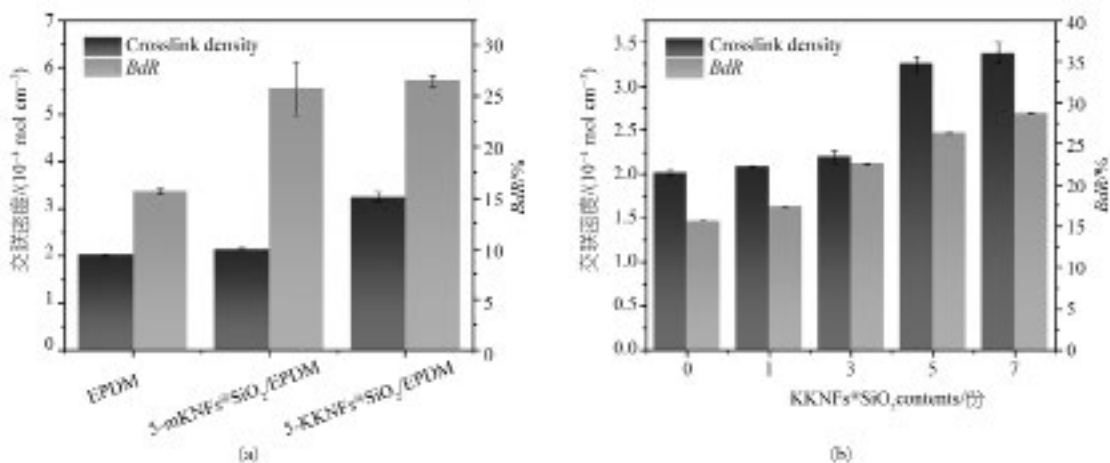 7
6
5
4
3
2
1
0
交联密度/(10⁻⁴ mol cm⁻³)
Crosslink density
BdR
30
25
20
15
10
5
0
BdR/%
EPDM
5-mKNFs@SiO₂/EPDM
5-KKNFs@SiO₂/EPDM
(a)
3.5
3.0
2.5
2.0
1.5
1.0
0.5
0.0
交联密度/(10⁻⁴ mol cm⁻³)
Crosslink density
BdR
40
35
30
25
20
15
10
5
0
BdR/%
0 1 3 5 7
KKNFs@SiO₂contents/份
(b)